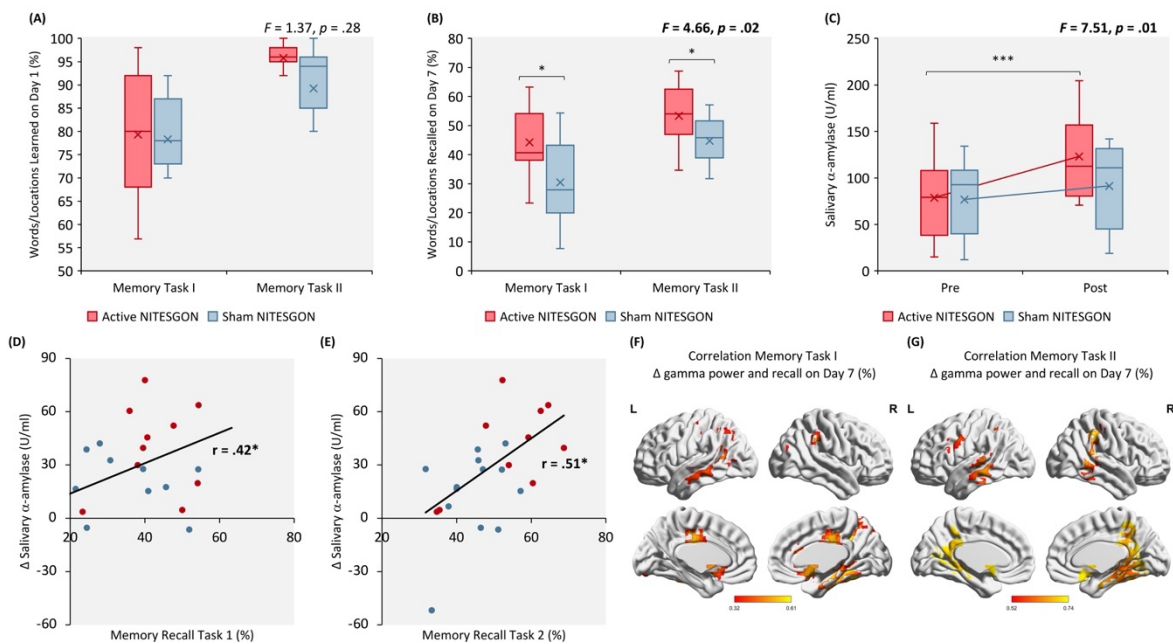 (A)
F = 1.37, p = .28
Words/Locations Learned on Day 1 (%)
100
95
90
85
80
75
70
65
60
55
50
Memory Task I
Memory Task II
Active NITESGON
Sham NITESGON
(B)
F = 4.66, p = .02
Words/Locations Recalled on Day 7 (%)
80
70
60
50
40
30
20
10
0
*
*
Memory Task I
Memory Task II
Active NITESGON
Sham NITESGON
(C)
F = 7.51, p = .01
Salivary α-amylase (U/ml)
250
200
150
100
50
0
***
Pre
Post
Active NITESGON
Sham NITESGON
(D)
Δ Salivary α-amylase (U/ml)
90
60
30
0
-30
-60
20
40
60
80
r = .42*
Memory Recall Task 1 (%)
(E)
Δ Salivary α-amylase (U/ml)
90
60
30
0
-30
-60
20
40
60
80
r = .51*
Memory Recall Task 2 (%)
(F)
Correlation Memory Task I
Δ gamma power and recall on Day 7 (%)
L
R
0.32
0.61
(G)
Correlation Memory Task II
Δ gamma power and recall on Day 7 (%)
L
R
0.52
0.74